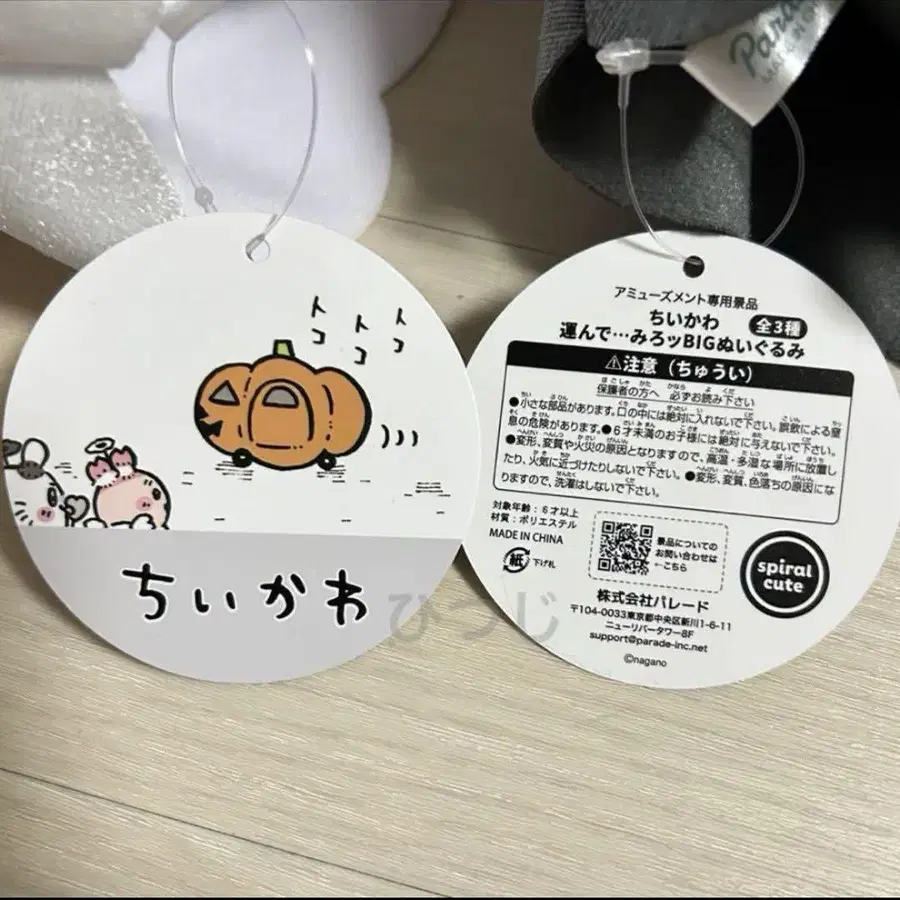 トコ
トコ
トコ
ちいかわ
ひつじ
アミューズメント専用景品
ちいかわ
全3種
運んで…みろッBIGぬいぐるみ
⚠注意（ちゅうい）
保護者の方へ 必ずお読み下さい
●小さな部品があります。口の中には絶対に入れないで下さい。誤飲による窒
息の危険があります。●6才未満のお子様には絶対に与えないで下さい。
●変形、変質や火災の原因となりますので、高温・多湿な場所に放置し
たり、火気に近づけたりしないで下さい。●変形、変質、色落ちの原因にな
りますので、洗濯はしないで下さい。
対象年齢：6才以上
材質：ポリエステル
MADE IN CHINA
紙
下げ札
景品についての
お問い合わせは
←こちら
spiral
cute
株式会社パレード
〒104-0033東京都中央区新川1-6-11
ニューリバータワー8F
support@parade-inc.net
©nagano